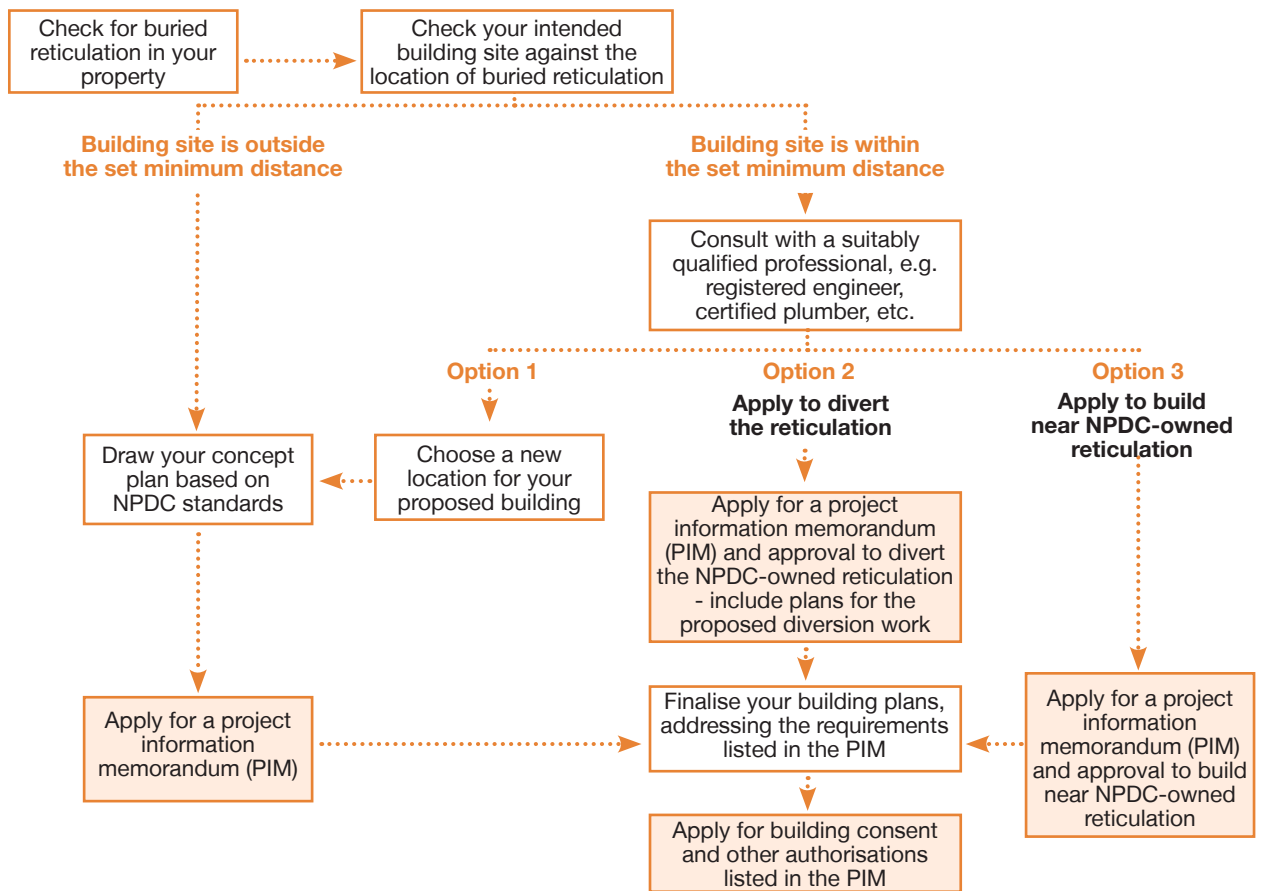 Check for buried
reticulation in your
property
Check your intended
building site against the
location of buried reticulation
Building site is outside
the set minimum distance
Building site is within
the set minimum distance
Consult with a suitably
qualified professional, e.g.
registered engineer,
certified plumber, etc.
Option 1
Option 2
Apply to divert
the reticulation
Option 3
Apply to build
near NPDC-owned
reticulation
Draw your concept
plan based on
NPDC standards
Choose a new
location for your
proposed building
Apply for a project
information memorandum
(PIM) and approval to divert
the NPDC-owned reticulation
- include plans for the
proposed diversion work
Apply for a project
information
memorandum (PIM)
Finalise your building plans,
addressing the requirements
listed in the PIM
Apply for a project
information
memorandum (PIM)
and approval to build
near NPDC-owned
reticulation
Apply for building consent
and other authorisations
listed in the PIM